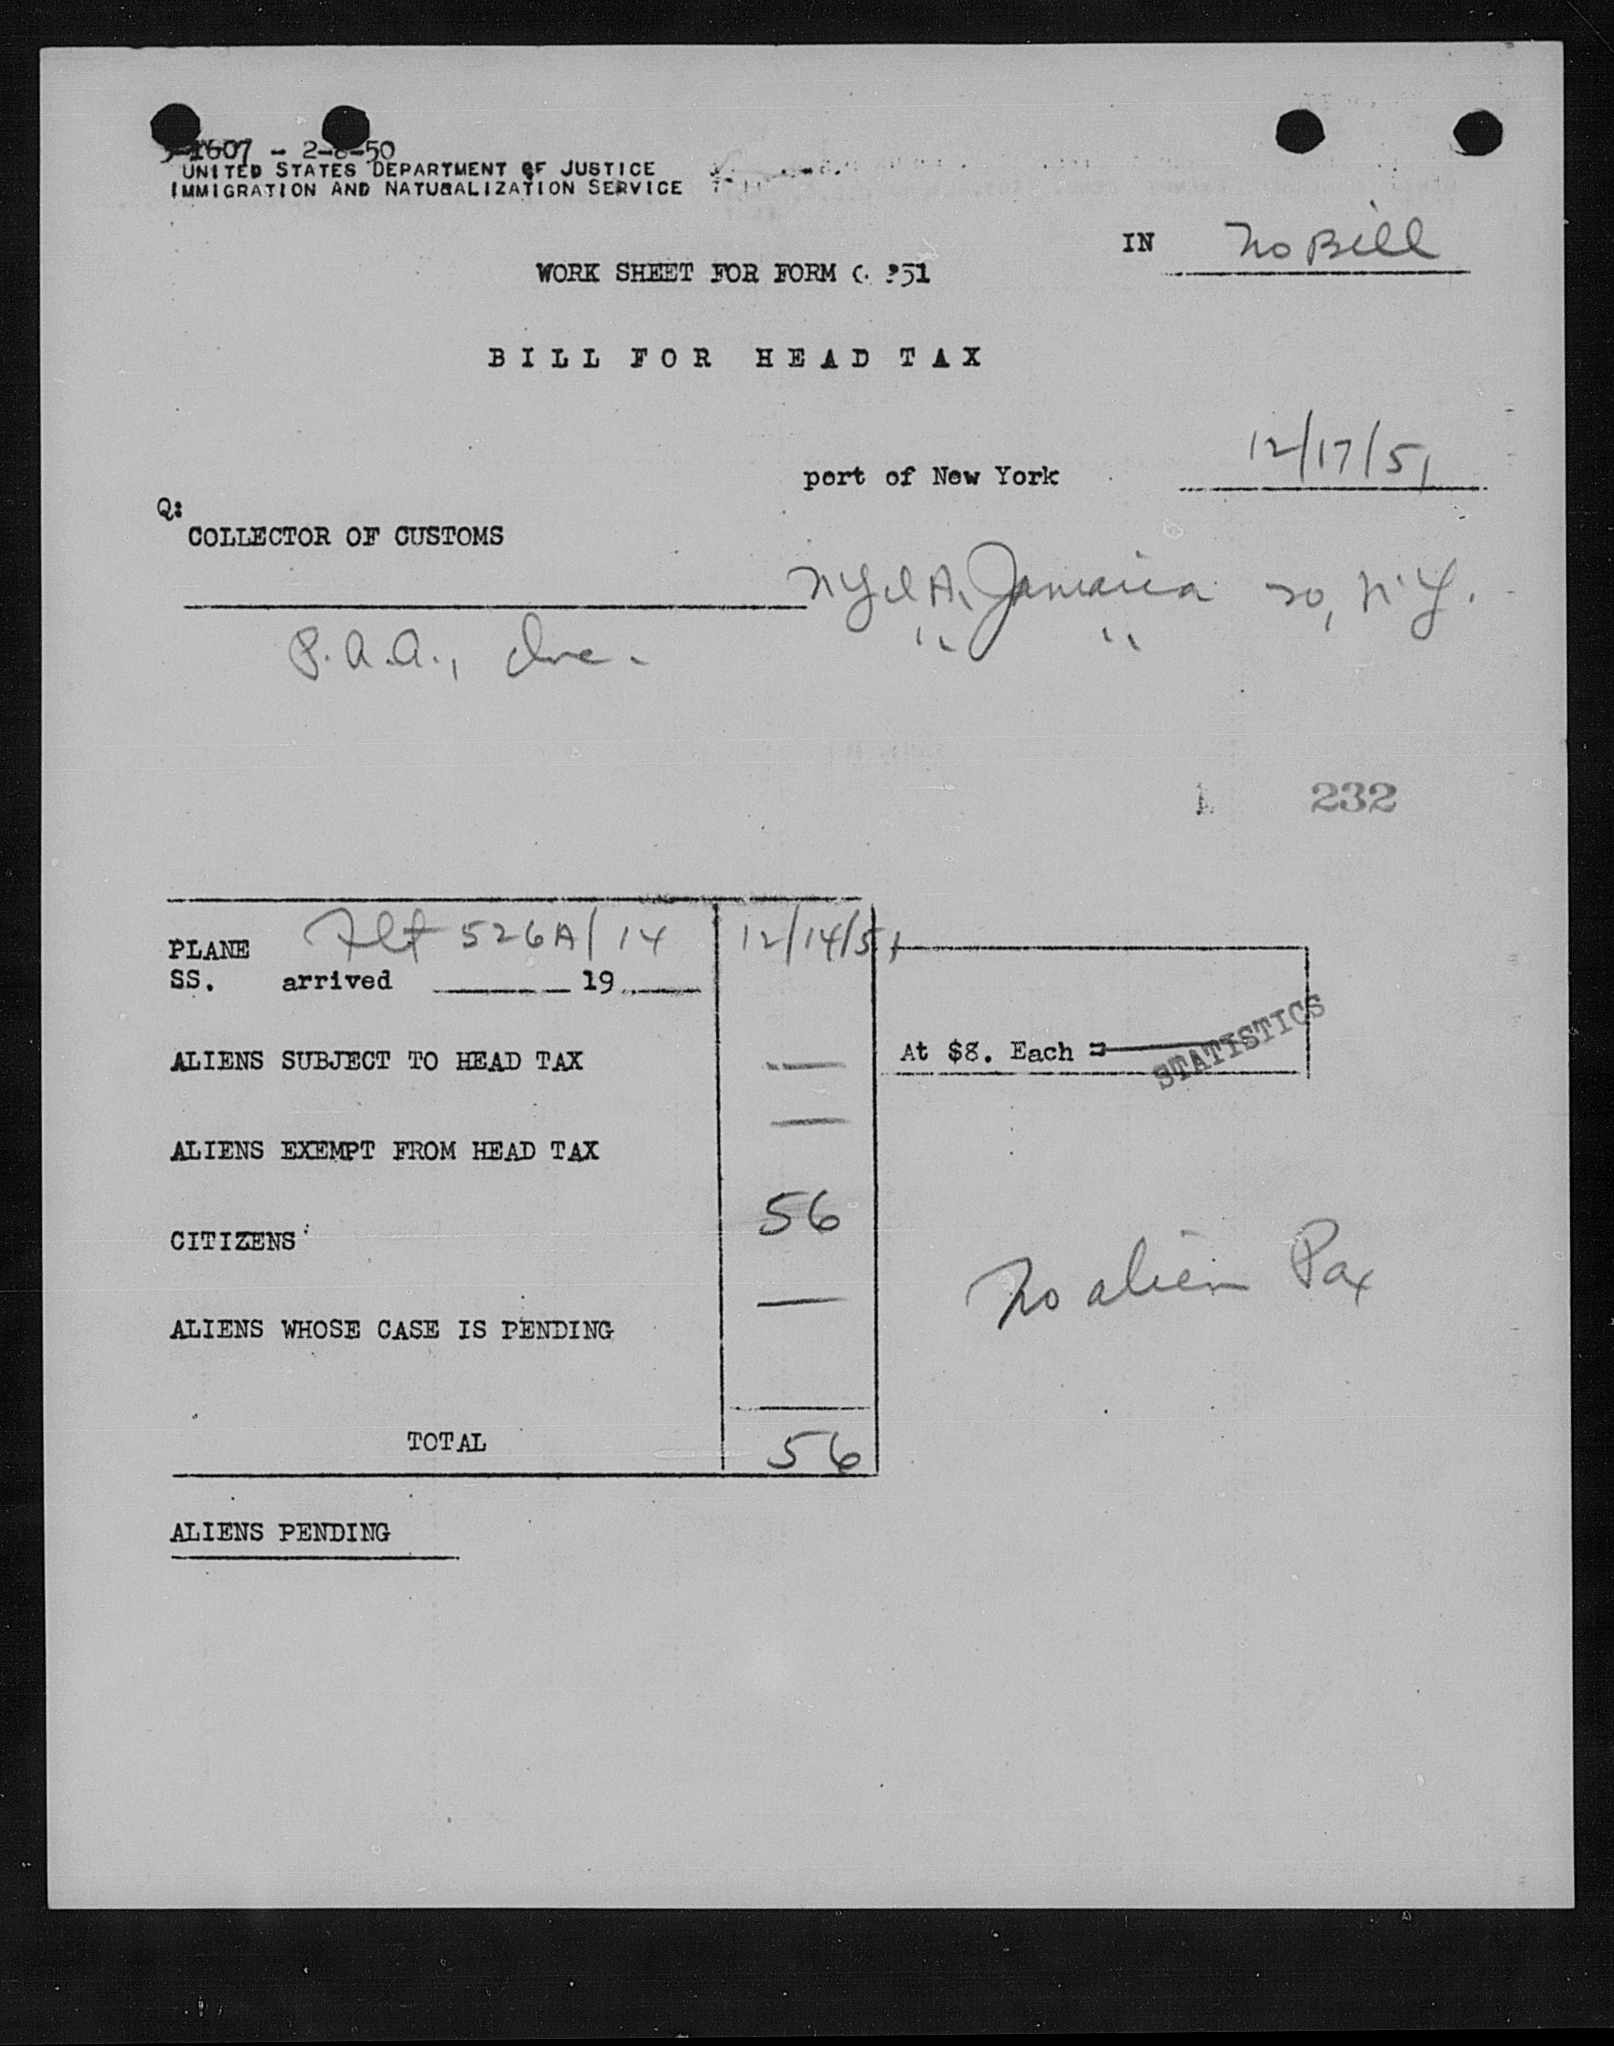 1607 - 2-8-50
UNITED STATES DEPARTMENT OF JUSTICE
IMMIGRATION AND NATURALIZATION SERVICE
IN No Bill
WORK SHEET FOR FORM 951
BILL FOR HEAD TAX
port of New York 12/17/51
Q:
COLLECTOR OF CUSTOMS
NYIA, Jamaica 30, N.Y.
P.A.A., Inc. " "
232
PLANE Flt 526A/14 12/14/51
SS. arrived 19
ALIENS SUBJECT TO HEAD TAX — At $8. Each = —
STATISTICS
ALIENS EXEMPT FROM HEAD TAX —
CITIZENS 56
No alien Pax
ALIENS WHOSE CASE IS PENDING —
TOTAL 56
ALIENS PENDING